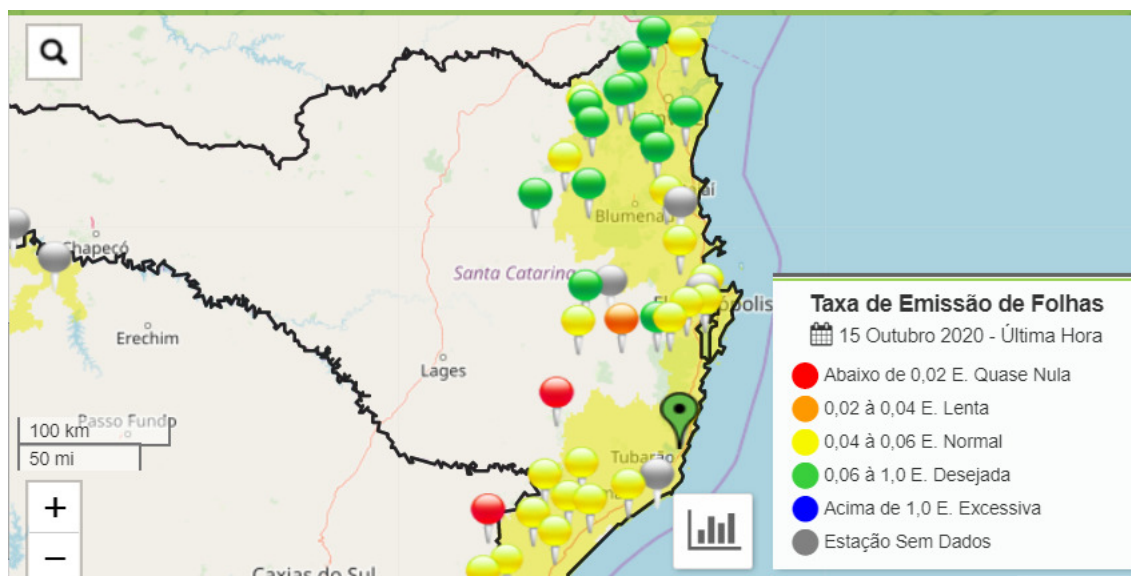 Chapecó
Blumenau
Santa Catarina
Erechim
Lages
100 km
50 mi
Passo Fundo
Tubarão
+
−
Caxias do Sul
Taxa de Emissão de Folhas
15 Outubro 2020 - Última Hora
Abaixo de 0,02 E. Quase Nula
0,02 à 0,04 E. Lenta
0,04 à 0,06 E. Normal
0,06 à 1,0 E. Desejada
Acima de 1,0 E. Excessiva
Estação Sem Dados